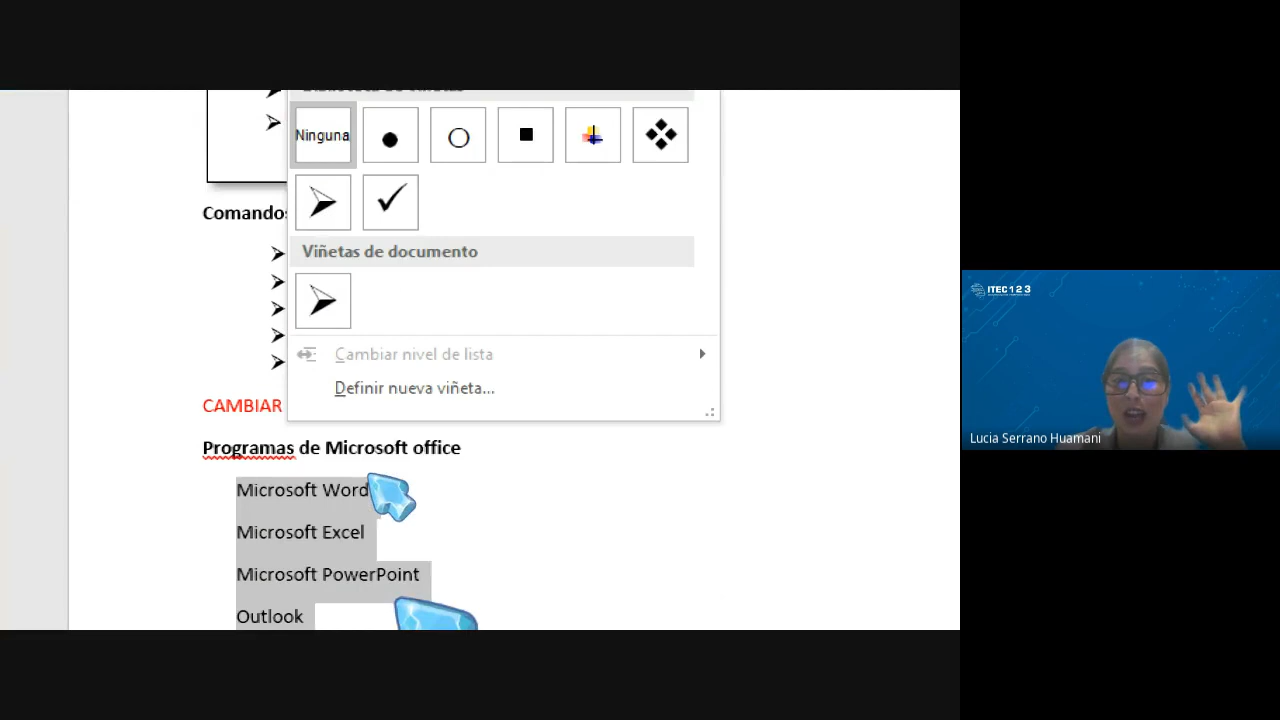 Ninguna
Comandos
Viñetas de documento
Cambiar nivel de lista
Definir nueva viñeta...
CAMBIAR
Programas de Microsoft office
Microsoft Word
Microsoft Excel
Microsoft PowerPoint
Outlook
ITEC 1 2 3
Lucia Serrano Huamani